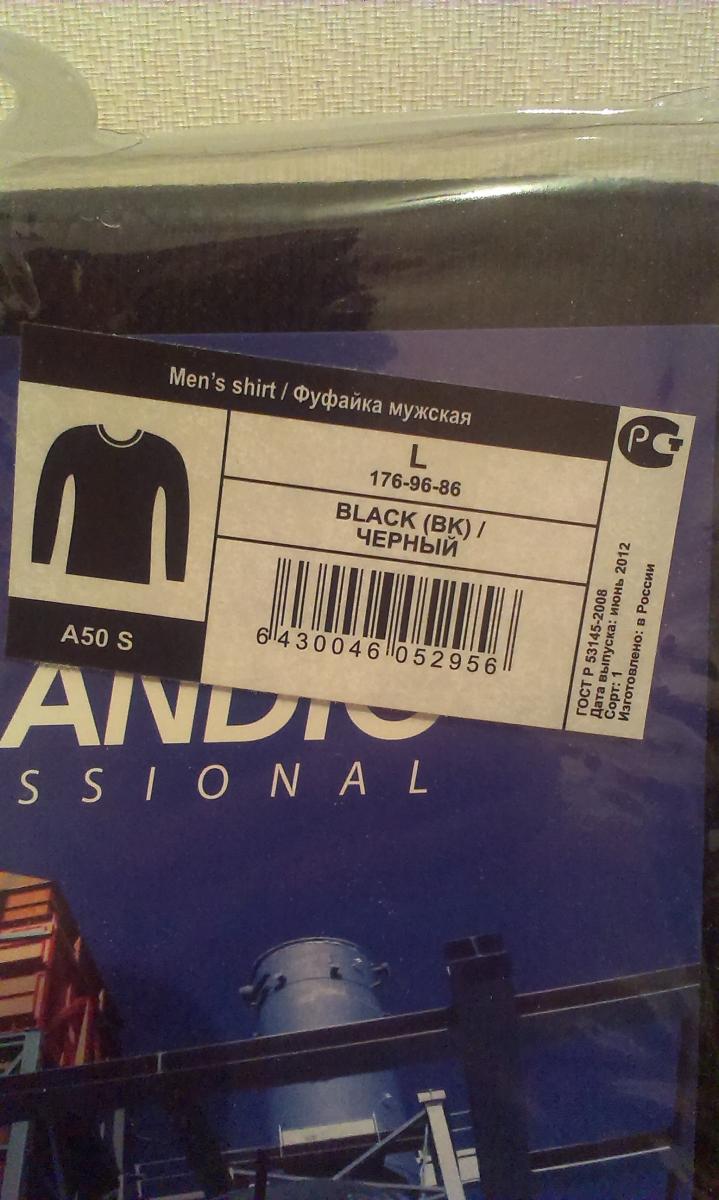 Men's shirt / Фуфайка мужская
L
176-96-86
BLACK (BK) /
ЧЕРНЫЙ
A50 S
6 430046 052956
РСТ
ГОСТ Р 53145-2008
Дата выпуска: июнь 2012
Сорт: 1
Изготовлено: в России
ANDIC
SSIONAL